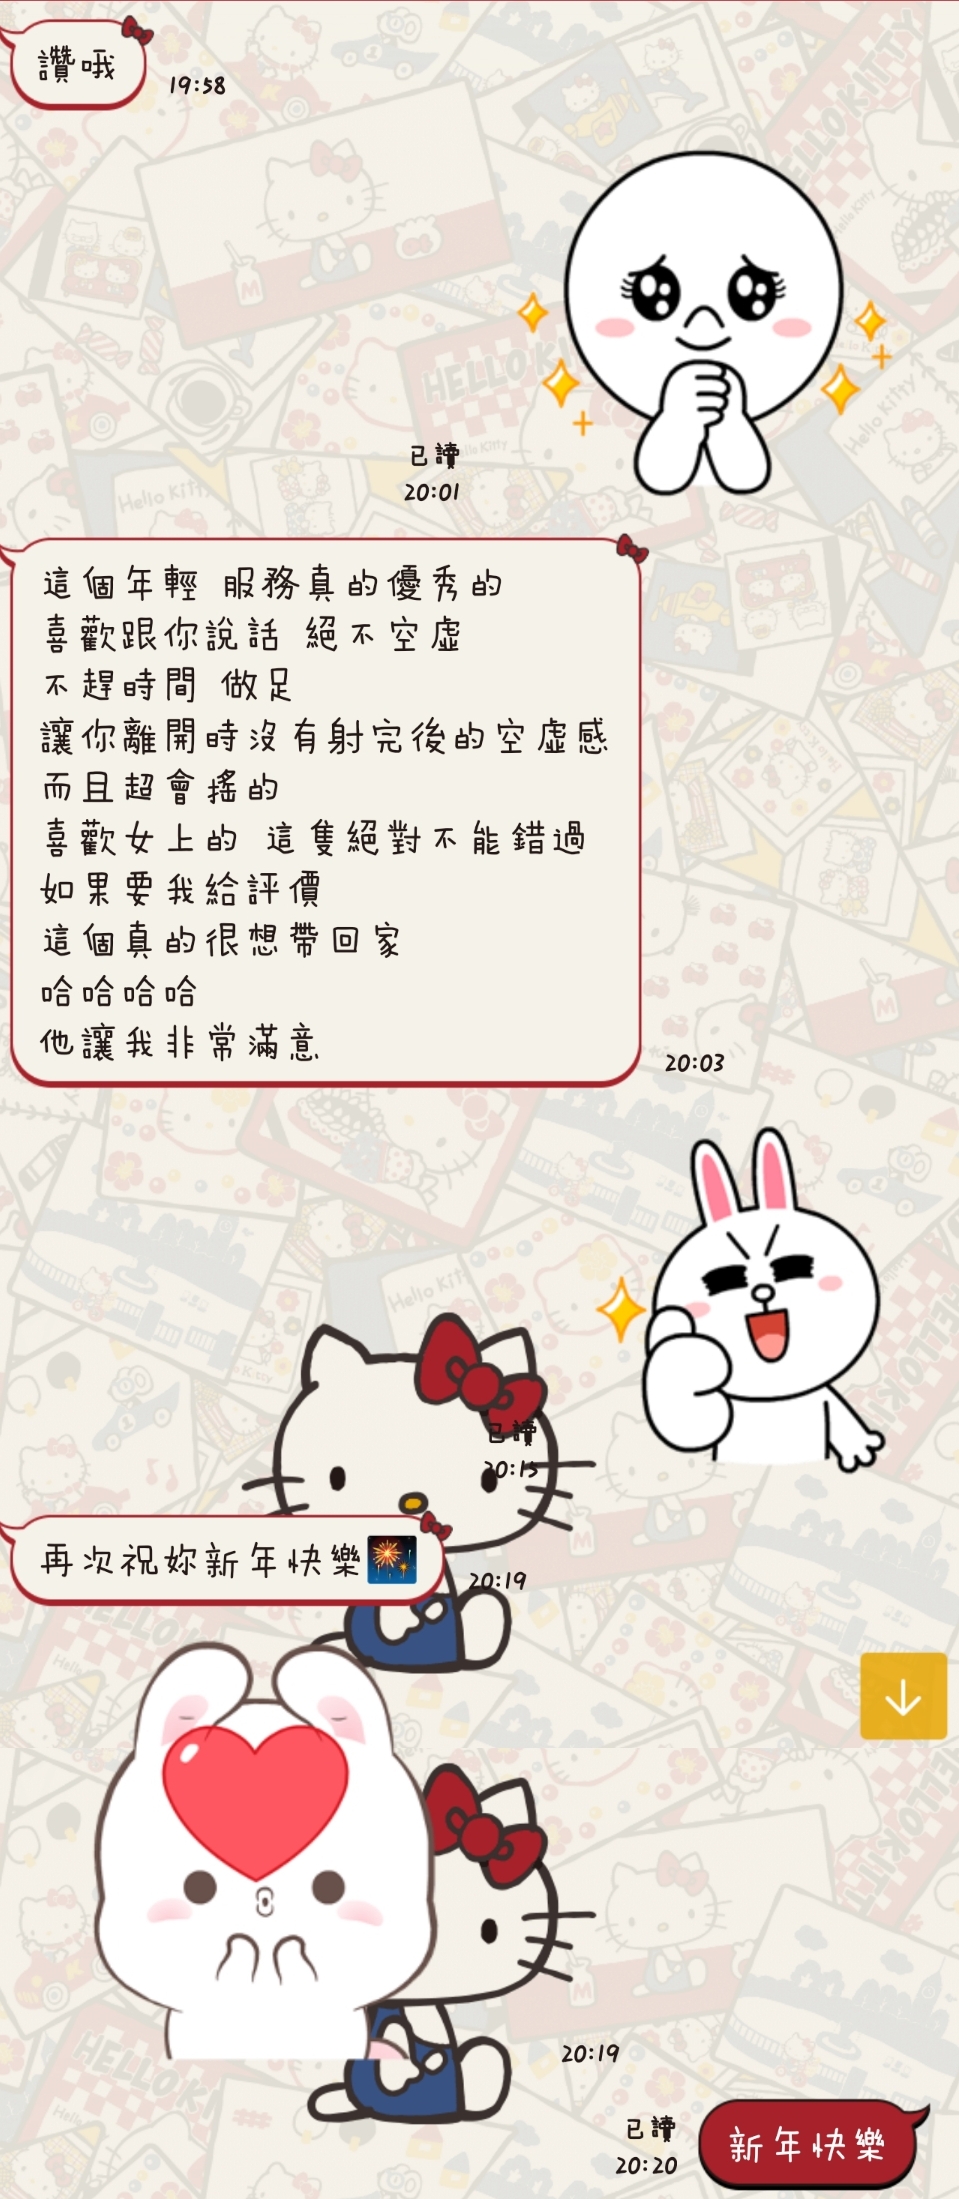 讚哦
19:58
已讀
20:01
這個年輕 服務真的優秀的
喜歡跟你說話 絕不空虛
不趕時間 做足
讓你離開時沒有射完後的空虛感
而且超會搖的
喜歡女上的 這隻絕對不能錯過
如果要我給評價
這個真的很想帶回家
哈哈哈哈
他讓我非常滿意
20:03
已讀
20:15
再次祝妳新年快樂🎆
20:19
20:19
已讀
20:20
新年快樂